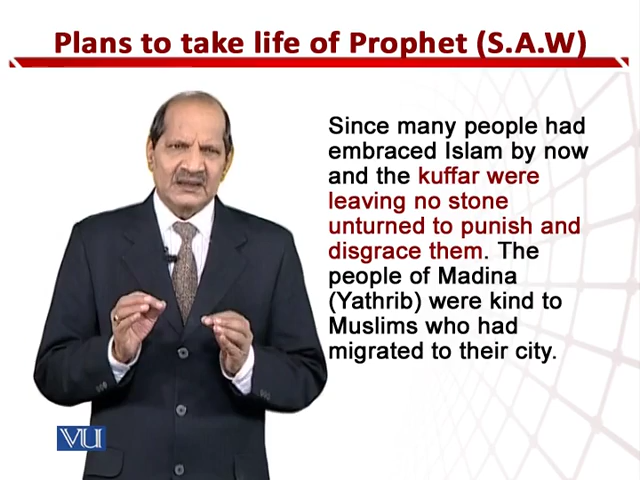 Plans to take life of Prophet (S.A.W)
Since many people had
embraced Islam by now
and the kuffar were
leaving no stone
unturned to punish and
disgrace them. The
people of Madina
(Yathrib) were kind to
Muslims who had
migrated to their city.
VU